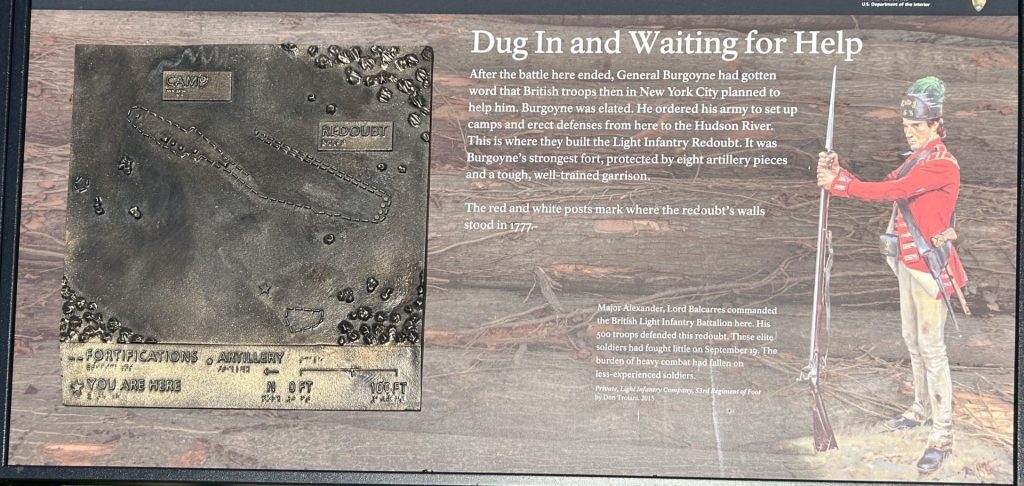 U.S. Department of the Interior
Dug In and Waiting for Help
After the battle here ended, General Burgoyne had gotten
word that British troops then in New York City planned to
help him. Burgoyne was elated. He ordered his army to set up
camps and erect defenses from here to the Hudson River.
This is where they built the Light Infantry Redoubt. It was
Burgoyne's strongest fort, protected by eight artillery pieces
and a tough, well-trained garrison.
The red and white posts mark where the redoubt's walls
stood in 1777.
Major Alexander, Lord Balcarres commanded
the British Light Infantry Battalion here. His
500 troops defended this redoubt. These elite
soldiers had fought little on September 19. The
burden of heavy combat had fallen on
less-experienced soldiers.
Private, Light Infantry Company, 53rd Regiment of Foot
by Don Troiani, 2015
CAMP
REDOUBT
FORTIFICATIONS ARTILLERY
YOU ARE HERE N 0 FT 100 FT
53